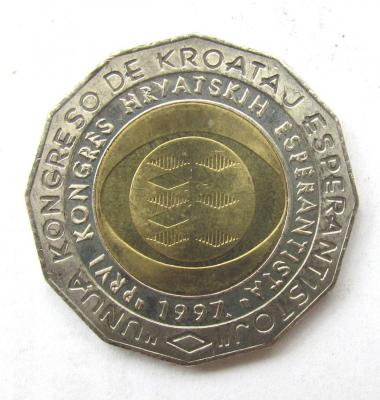 "UNUA KONGRESO DE KROATAJ ESPERANTISTOJ"
"PRVI KONGRES HRVATSKIH ESPERANTISTA"
1997.